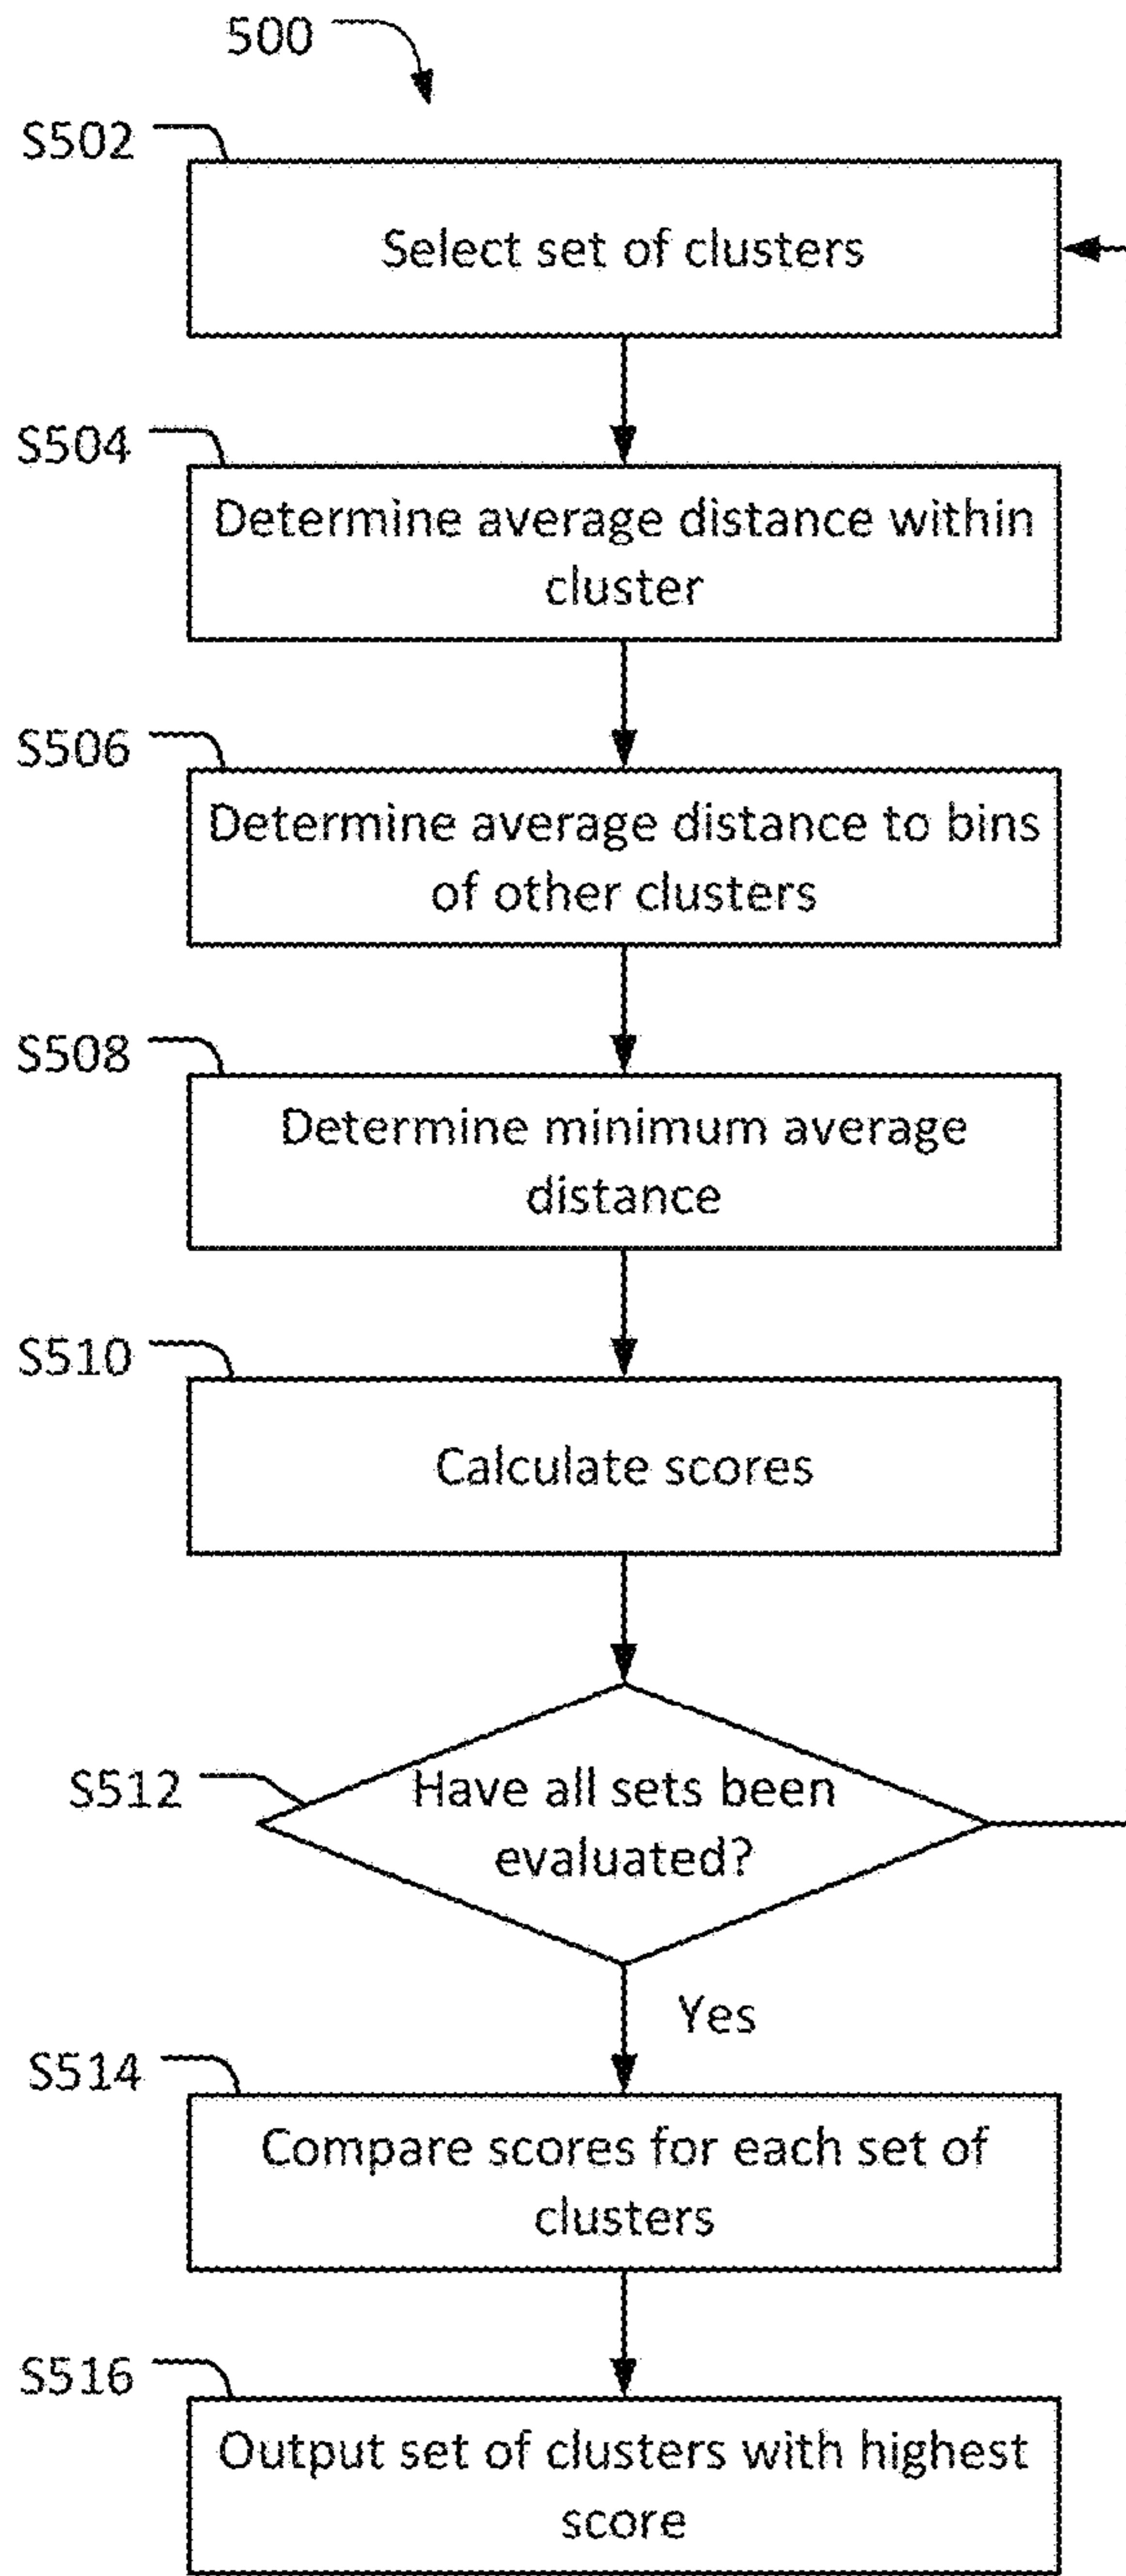 500
S502
Select set of clusters
S504
Determine average distance within
cluster
S506
Determine average distance to bins
of other clusters
S508
Determine minimum average
distance
S510
Calculate scores
S512
Have all sets been
evaluated?
Yes
S514
Compare scores for each set of
clusters
S516
Output set of clusters with highest
score